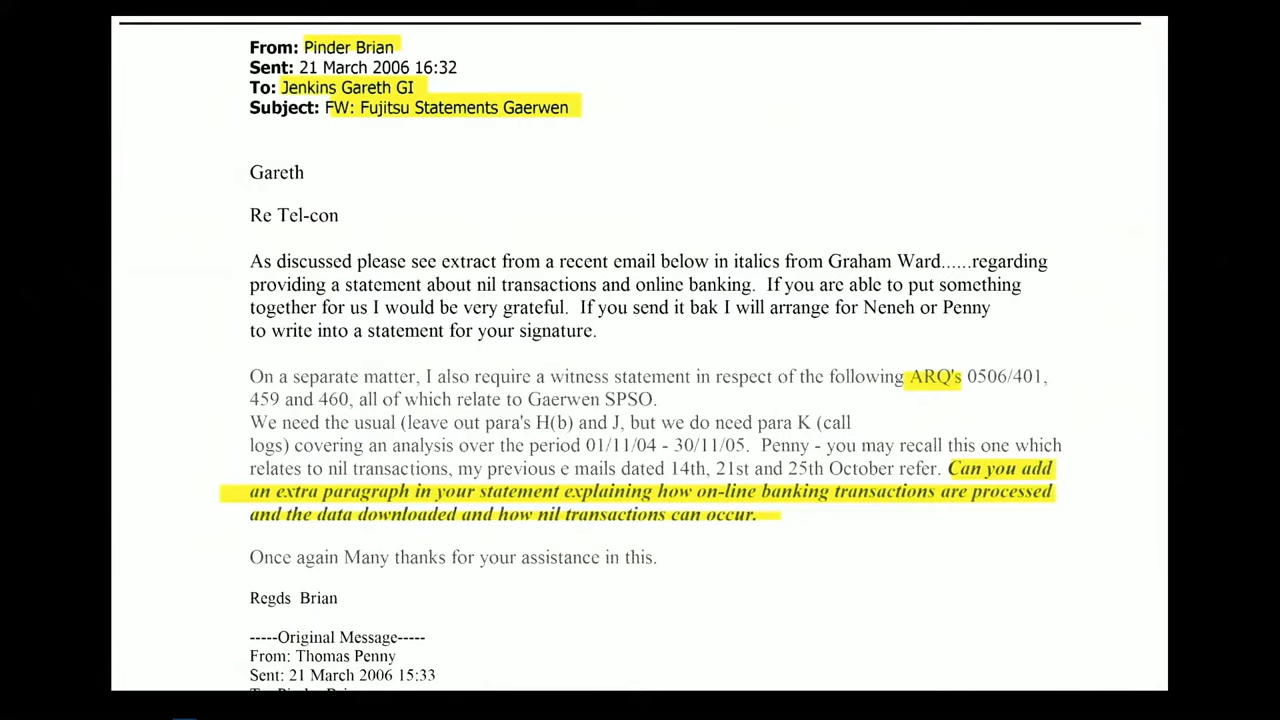 From: Pinder Brian
Sent: 21 March 2006 16:32
To: Jenkins Gareth GI
Subject: FW: Fujitsu Statements Gaerwen
Gareth
Re Tel-con
As discussed please see extract from a recent email below in italics from Graham Ward......regarding
providing a statement about nil transactions and online banking.  If you are able to put something
together for us I would be very grateful.  If you send it bak I will arrange for Neneh or Penny
to write into a statement for your signature.
On a separate matter, I also require a witness statement in respect of the following ARQ's 0506/401,
459 and 460, all of which relate to Gaerwen SPSO.
We need the usual (leave out para's H(b) and J, but we do need para K (call
logs) covering an analysis over the period 01/11/04 - 30/11/05.  Penny - you may recall this one which
relates to nil transactions, my previous e mails dated 14th, 21st and 25th October refer. Can you add
an extra paragraph in your statement explaining how on-line banking transactions are processed
and the data downloaded and how nil transactions can occur.
Once again Many thanks for your assistance in this.
Regds  Brian
-----Original Message-----
From: Thomas Penny
Sent: 21 March 2006 15:33